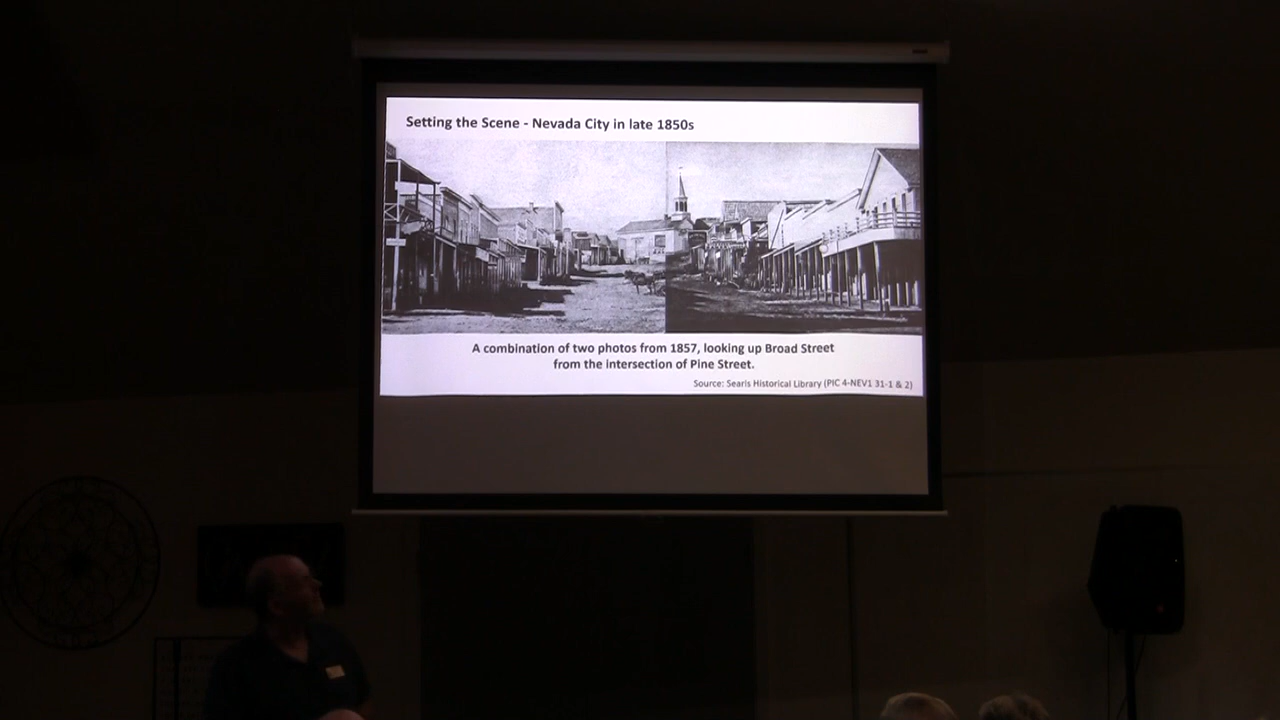 Setting the Scene - Nevada City in late 1850s
A combination of two photos from 1857, looking up Broad Street
from the intersection of Pine Street.
Source: Searls Historical Library (PIC 4-NEV1 31-1 & 2)